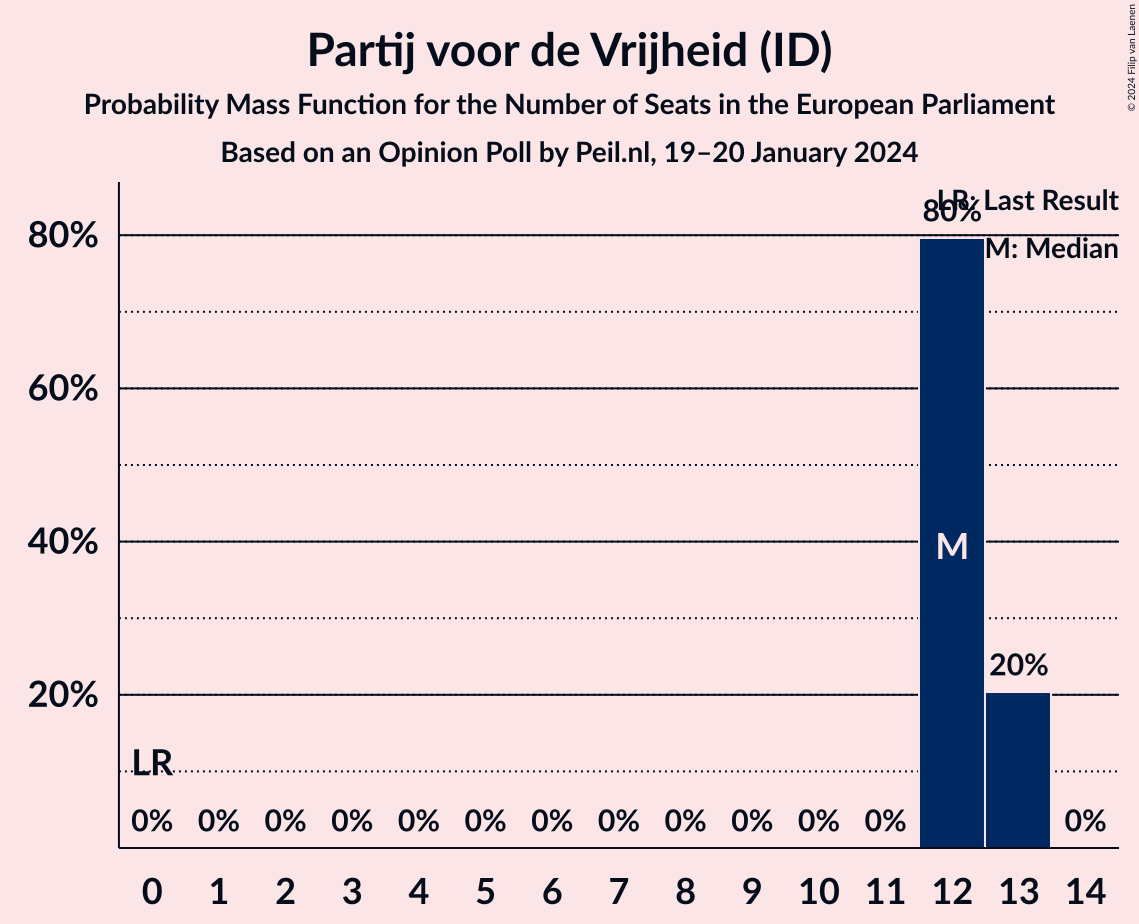 Partij voor de Vrijheid (ID)
Probability Mass Function for the Number of Seats in the European Parliament
Based on an Opinion Poll by Peil.nl, 19–20 January 2024
© 2024 Filip van Laenen
LR: Last Result
M: Median
80%
60%
40%
20%
LR
M
0% 0% 0% 0% 0% 0% 0% 0% 0% 0% 0% 0% 80% 20% 0%
0 1 2 3 4 5 6 7 8 9 10 11 12 13 14